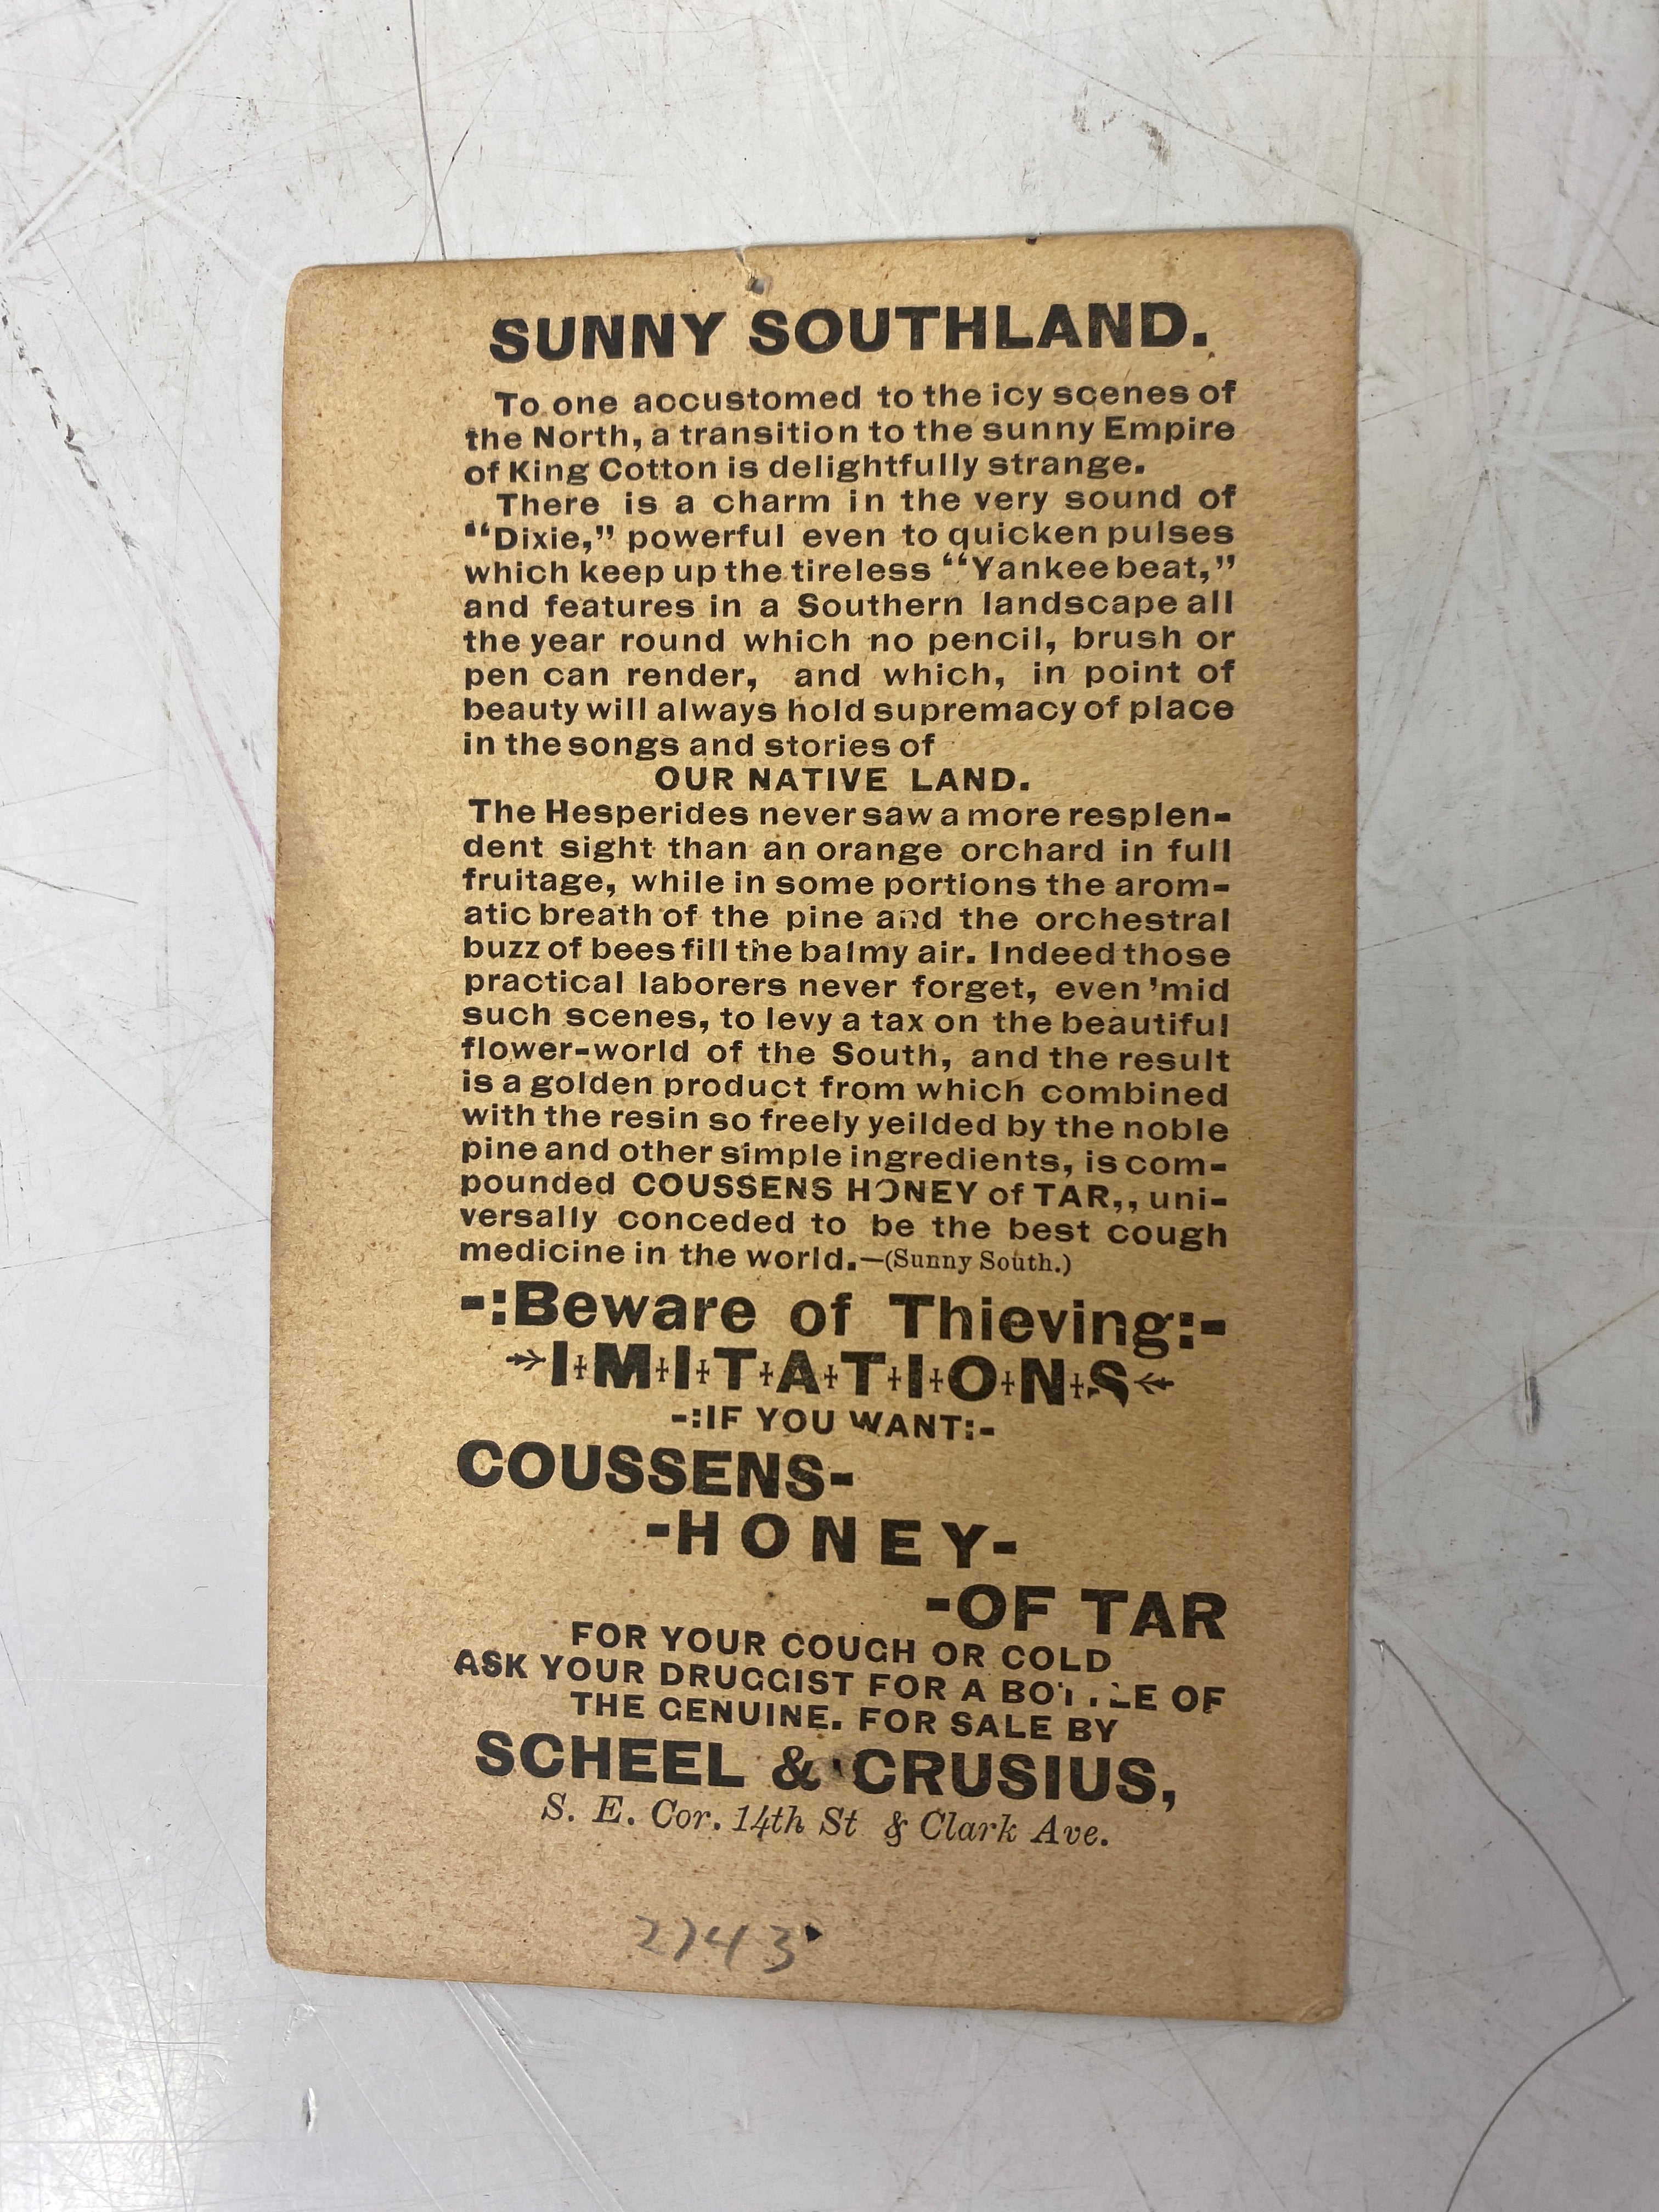 SUNNY SOUTHLAND.
To one accustomed to the icy scenes of
the North, a transition to the sunny Empire
of King Cotton is delightfully strange.
There is a charm in the very sound of
“Dixie,” powerful even to quicken pulses
which keep up the tireless “Yankee beat,”
and features in a Southern landscape all
the year round which no pencil, brush or
pen can render, and which, in point of
beauty will always hold supremacy of place
in the songs and stories of
OUR NATIVE LAND.
The Hesperides never saw a more resplen-
dent sight than an orange orchard in full
fruitage, while in some portions the arom-
atic breath of the pine and the orchestral
buzz of bees fill the balmy air. Indeed those
practical laborers never forget, even 'mid
such scenes, to levy a tax on the beautiful
flower-world of the South, and the result
is a golden product from which combined
with the resin so freely yeilded by the noble
pine and other simple ingredients, is com-
pounded COUSSENS HONEY of TAR,, uni-
versally conceded to be the best cough
medicine in the world.—(Sunny South.)
-:Beware of Thieving:-
I‡M‡I‡T‡A‡T‡I‡O‡N‡S
-:IF YOU WANT:-
COUSSENS-
-HONEY-
-OF TAR
FOR YOUR COUGH OR COLD
ASK YOUR DRUGGIST FOR A BOTTLE OF
THE GENUINE. FOR SALE BY
SCHEEL & CRUSIUS,
S. E. Cor. 14th St & Clark Ave.
2743